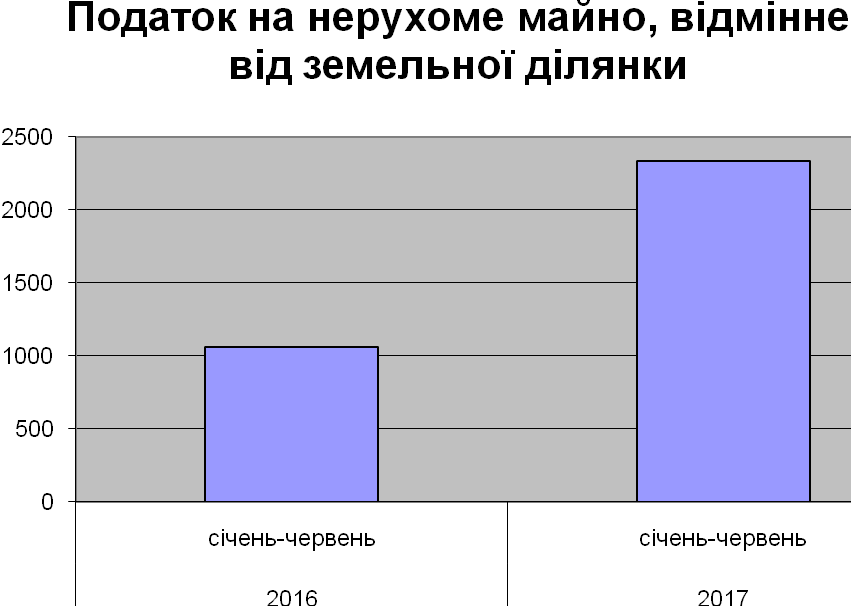 Податок на нерухоме майно, відмінне
від земельної ділянки
2500
2000
1500
1000
500
0
січень-червень січень-червень
2016 2017